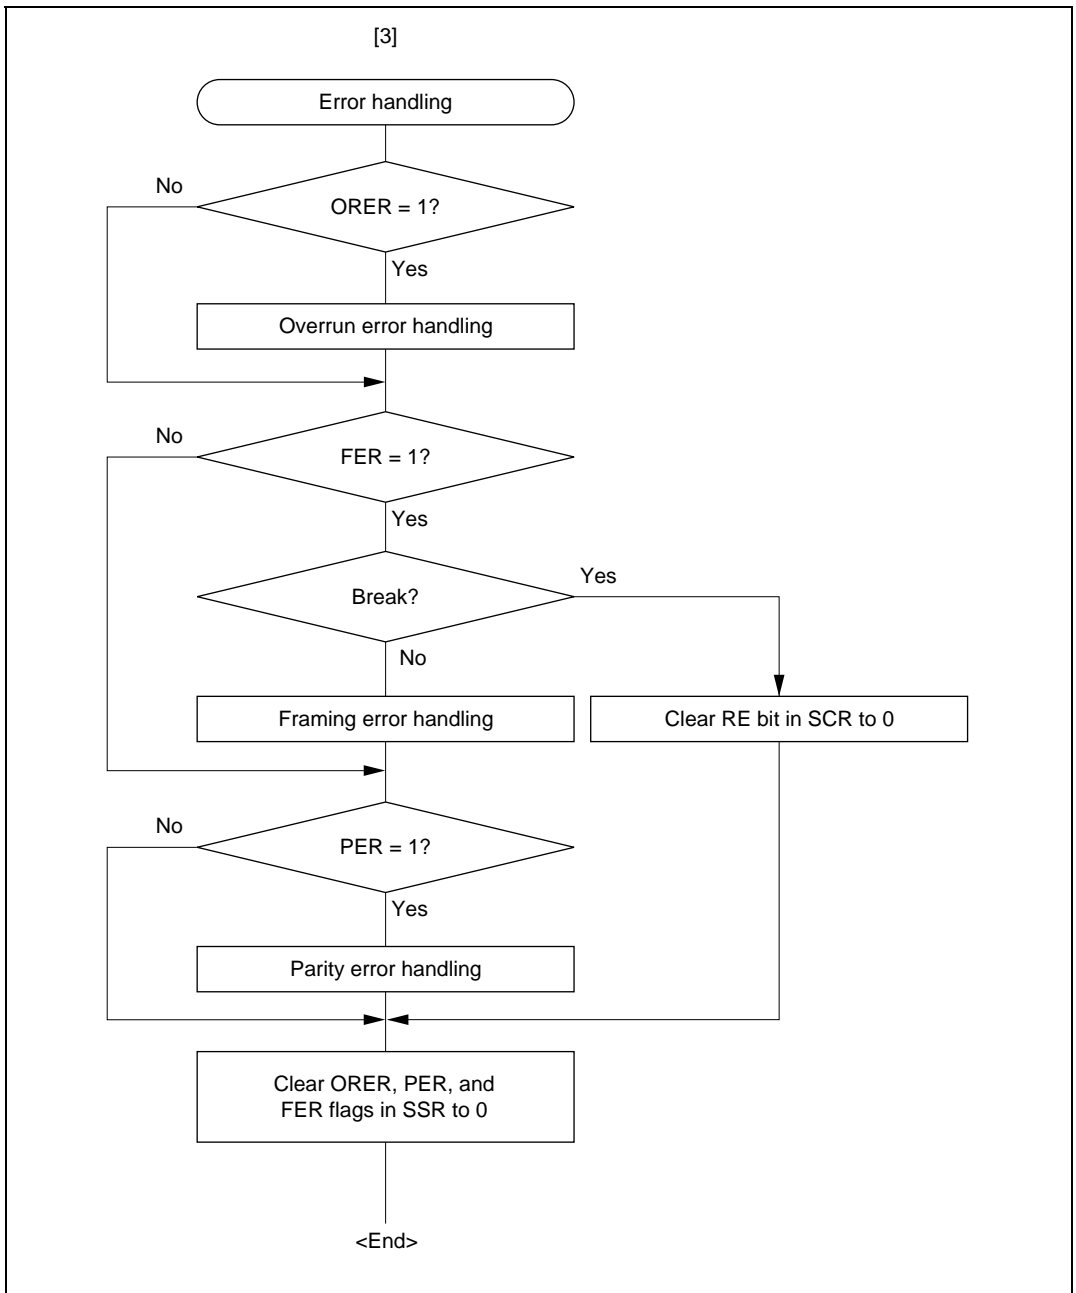 [3]
Error handling
No
ORER = 1?
Yes
Overrun error handling
No
FER = 1?
Yes
Break?
Yes
No
Framing error handling
Clear RE bit in SCR to 0
No
PER = 1?
Yes
Parity error handling
Clear ORER, PER, and
FER flags in SSR to 0
<End>